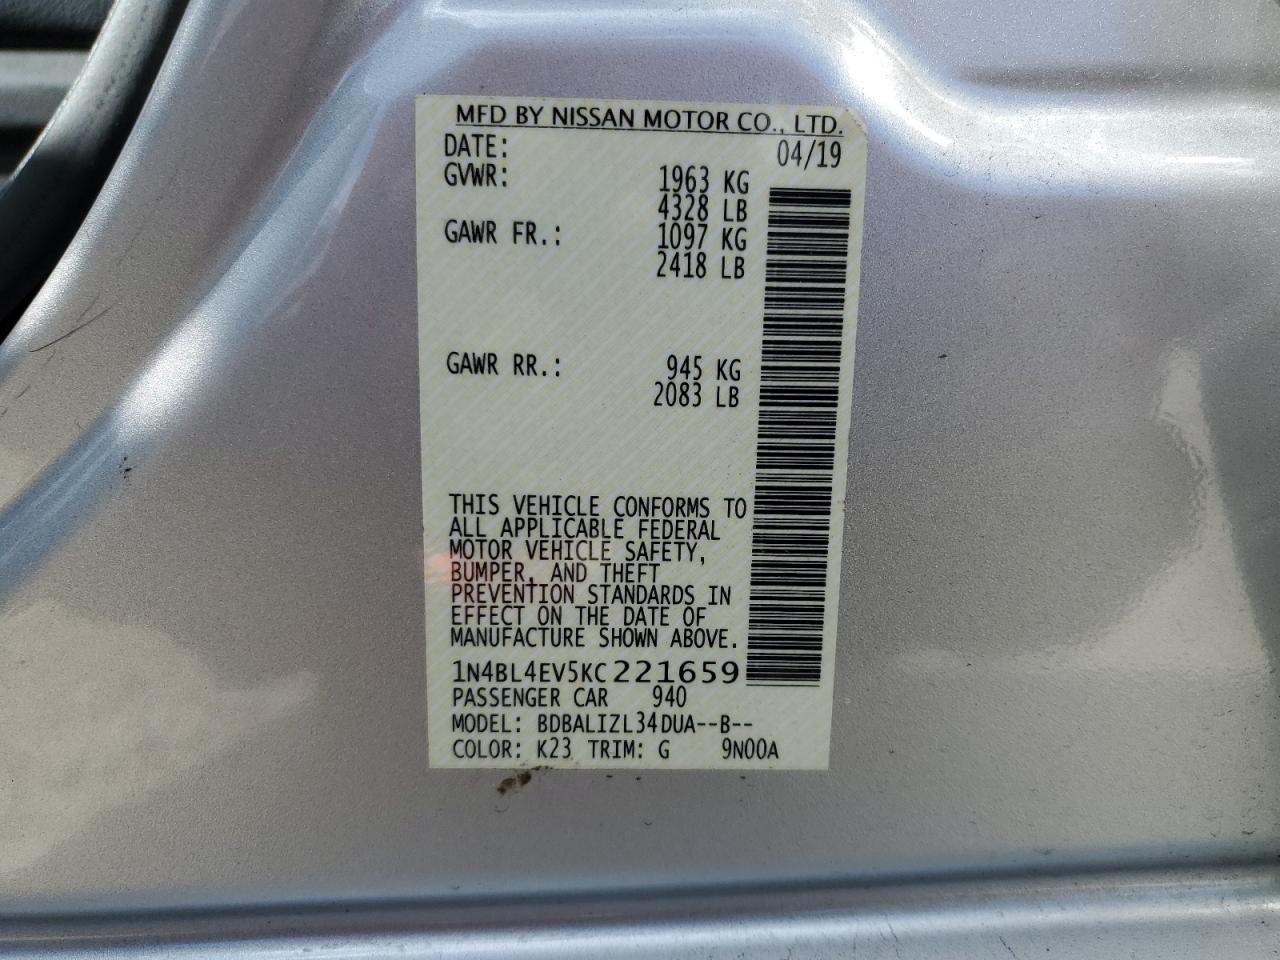 MFD BY NISSAN MOTOR CO., LTD.
DATE: 04/19
GVWR: 1963 KG
4328 LB
GAWR FR.: 1097 KG
2418 LB
GAWR RR.: 945 KG
2083 LB
THIS VEHICLE CONFORMS TO
ALL APPLICABLE FEDERAL
MOTOR VEHICLE SAFETY,
BUMPER, AND THEFT
PREVENTION STANDARDS IN
EFFECT ON THE DATE OF
MANUFACTURE SHOWN ABOVE.
1N4BL4EV5KC221659
PASSENGER CAR 940
MODEL: BDBALIZL34DUA--B--
COLOR: K23 TRIM: G 9N00A